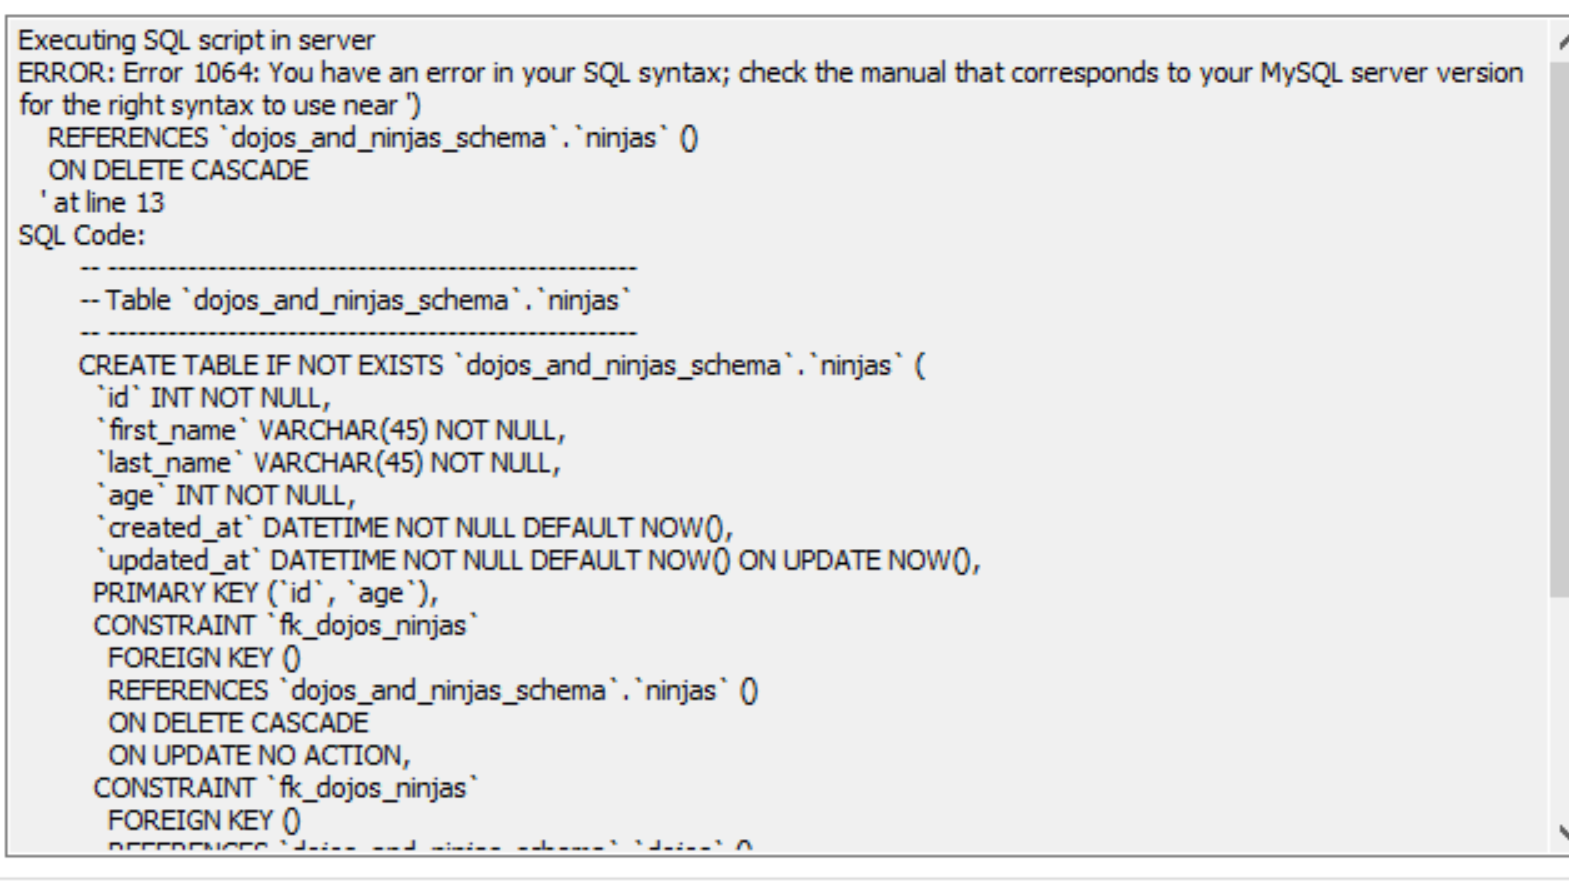 Executing SQL script in server
ERROR: Error 1064: You have an error in your SQL syntax; check the manual that corresponds to your MySQL server version
for the right syntax to use near ')
REFERENCES `dojos_and_ninjas_schema`.`ninjas` ()
ON DELETE CASCADE
' at line 13
SQL Code:
-- -----------------------------------------------------
-- Table `dojos_and_ninjas_schema`.`ninjas`
-- -----------------------------------------------------
CREATE TABLE IF NOT EXISTS `dojos_and_ninjas_schema`.`ninjas` (
`id` INT NOT NULL,
`first_name` VARCHAR(45) NOT NULL,
`last_name` VARCHAR(45) NOT NULL,
`age` INT NOT NULL,
`created_at` DATETIME NOT NULL DEFAULT NOW(),
`updated_at` DATETIME NOT NULL DEFAULT NOW() ON UPDATE NOW(),
PRIMARY KEY (`id`, `age`),
CONSTRAINT `fk_dojos_ninjas`
FOREIGN KEY ()
REFERENCES `dojos_and_ninjas_schema`.`ninjas` ()
ON DELETE CASCADE
ON UPDATE NO ACTION,
CONSTRAINT `fk_dojos_ninjas`
FOREIGN KEY ()
REFERENCES `dojos_and_ninjas_schema`.`dojos` ()